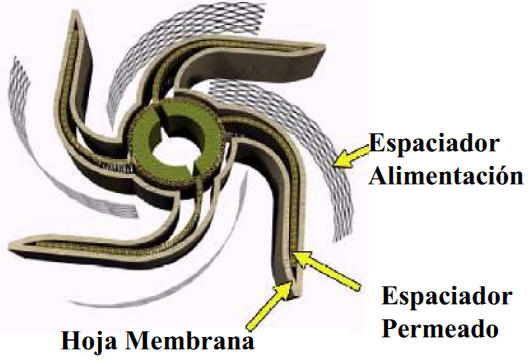 Espaciador
Alimentación
Espaciador
Permeado
Hoja Membrana